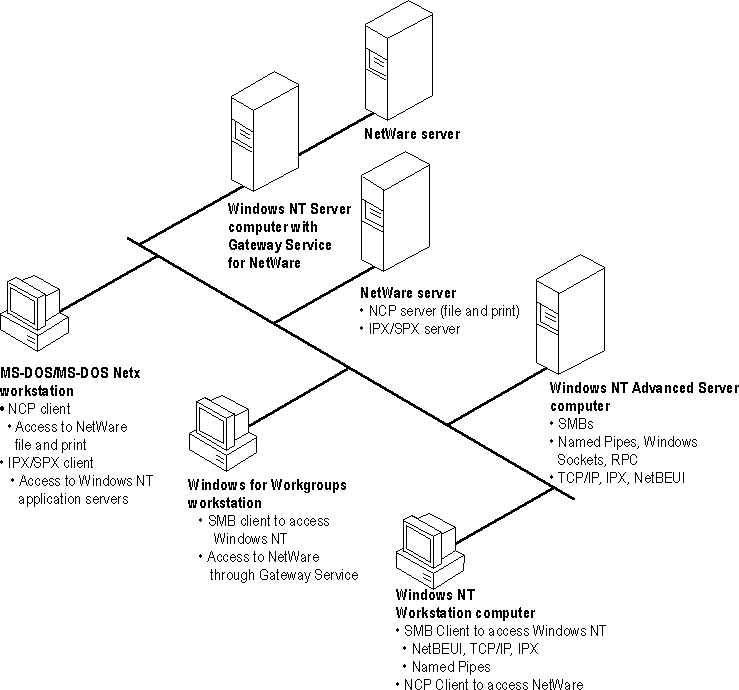 NetWare server
Windows NT Server
computer with
Gateway Service
for NetWare
NetWare server
• NCP server (file and print)
• IPX/SPX server
MS-DOS/MS-DOS Netx
workstation
• NCP client
• Access to NetWare
file and print
• IPX/SPX client
• Access to Windows NT
application servers
Windows NT Advanced Server
computer
• SMBs
• Named Pipes, Windows
Sockets, RPC
• TCP/IP, IPX, NetBEUI
Windows for Workgroups
workstation
• SMB client to access
Windows NT
• Access to NetWare
through Gateway Service
Windows NT
Workstation computer
• SMB Client to access Windows NT
• NetBEUI, TCP/IP, IPX
• Named Pipes
• NCP Client to access NetWare